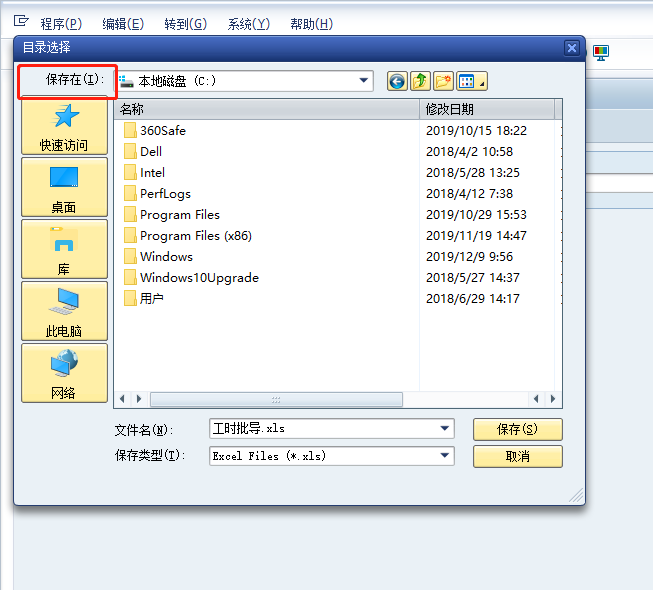 程序(P) 编辑(E) 转到(G) 系统(Y) 帮助(H)
目录选择
保存在(I): 本地磁盘 (C:)
名称 修改日期
360Safe 2019/10/15 18:22
Dell 2018/4/2 10:58
Intel 2018/5/28 13:25
PerfLogs 2018/4/12 7:38
Program Files 2019/10/29 15:53
Program Files (x86) 2019/11/19 14:47
Windows 2019/12/9 9:56
Windows10Upgrade 2018/5/27 14:37
用户 2018/6/29 14:17
快速访问
桌面
库
此电脑
网络
文件名(N): 工时批导.xls 保存(S)
保存类型(T): Excel Files (*.xls) 取消